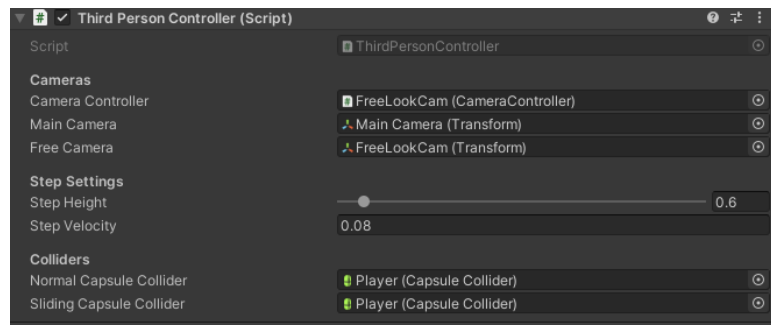 Third Person Controller (Script)
Script ThirdPersonController
Cameras
Camera Controller FreeLookCam (CameraController)
Main Camera Main Camera (Transform)
Free Camera FreeLookCam (Transform)
Step Settings
Step Height 0.6
Step Velocity 0.08
Colliders
Normal Capsule Collider Player (Capsule Collider)
Sliding Capsule Collider Player (Capsule Collider)